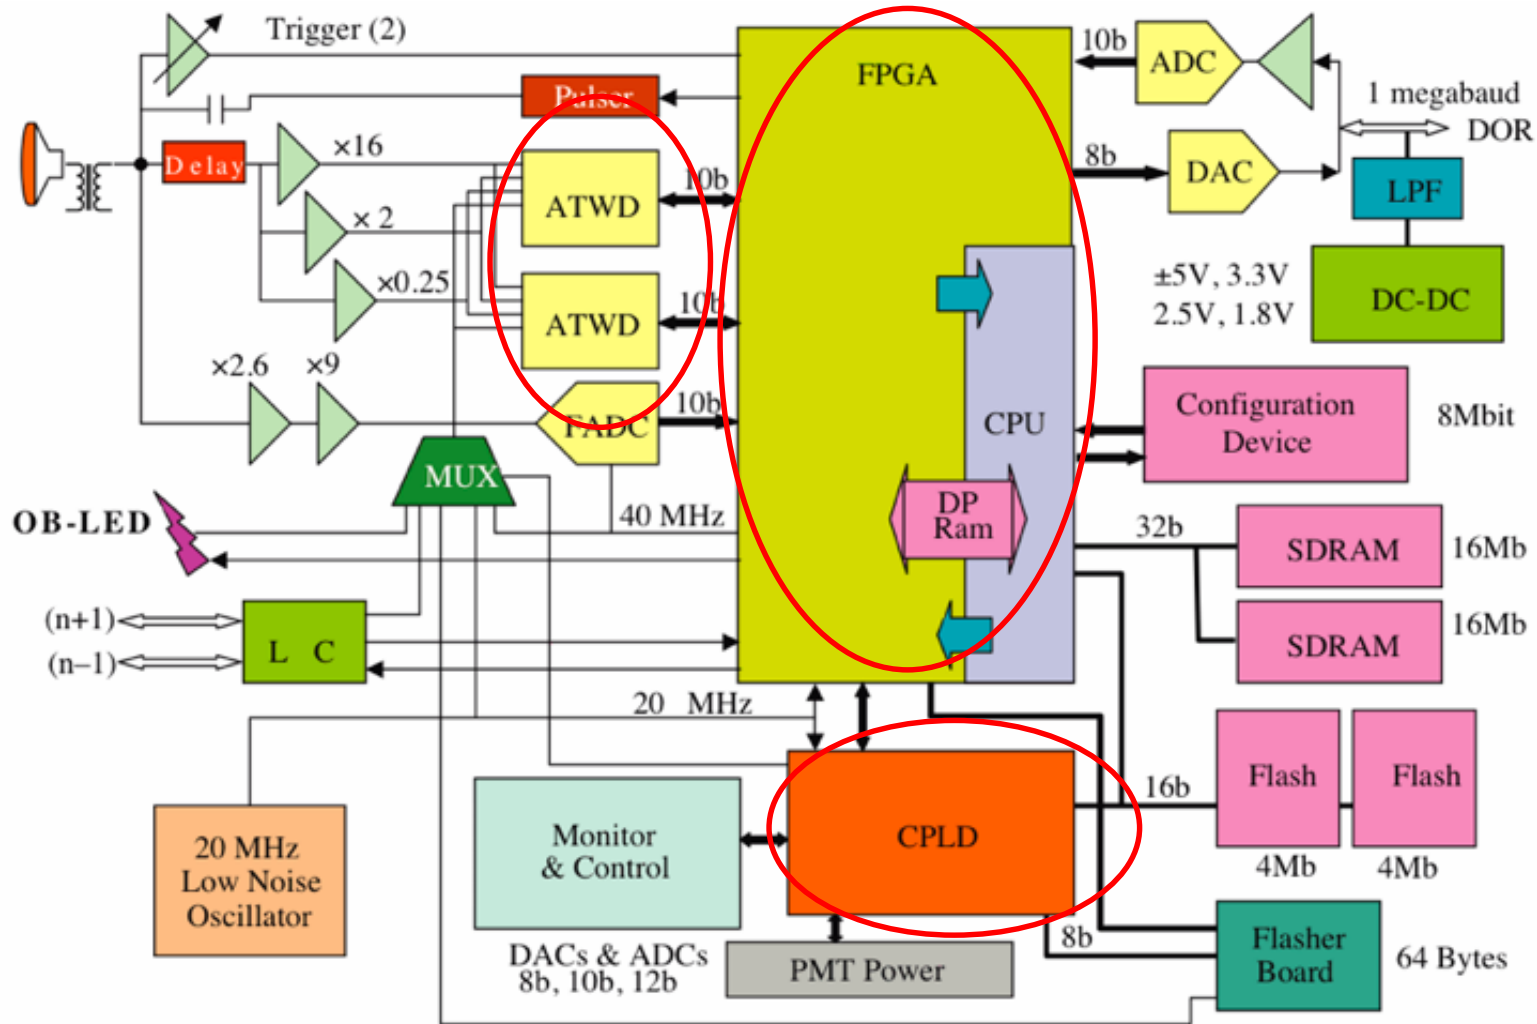 Trigger (2)
FPGA
10b
ADC
1 megabaud
DOR
Pulser
Delay
×16
× 2
×0.25
ATWD
10b
ATWD
10b
8b
DAC
LPF
±5V, 3.3V
2.5V, 1.8V
DC-DC
×2.6
×9
FADC
10b
CPU
Configuration
Device
8Mbit
MUX
OB-LED
40 MHz
DP
Ram
32b
SDRAM
16Mb
SDRAM
16Mb
(n+1)
(n−1)
L C
20 MHz
20 MHz
Low Noise
Oscillator
Monitor
& Control
CPLD
16b
Flash
Flash
4Mb
4Mb
DACs & ADCs
8b, 10b, 12b
PMT Power
8b
Flasher
Board
64 Bytes